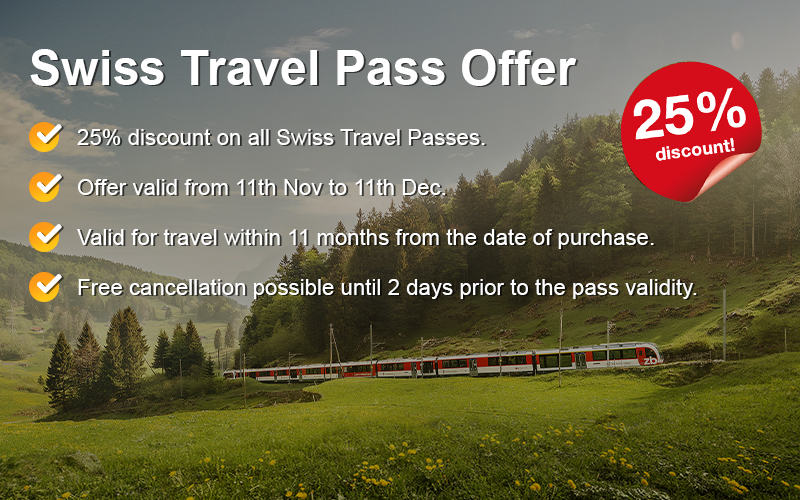 Swiss Travel Pass Offer
25% discount on all Swiss Travel Passes.
Offer valid from 11th Nov to 11th Dec.
Valid for travel within 11 months from the date of purchase.
Free cancellation possible until 2 days prior to the pass validity.
25%
discount!
zb